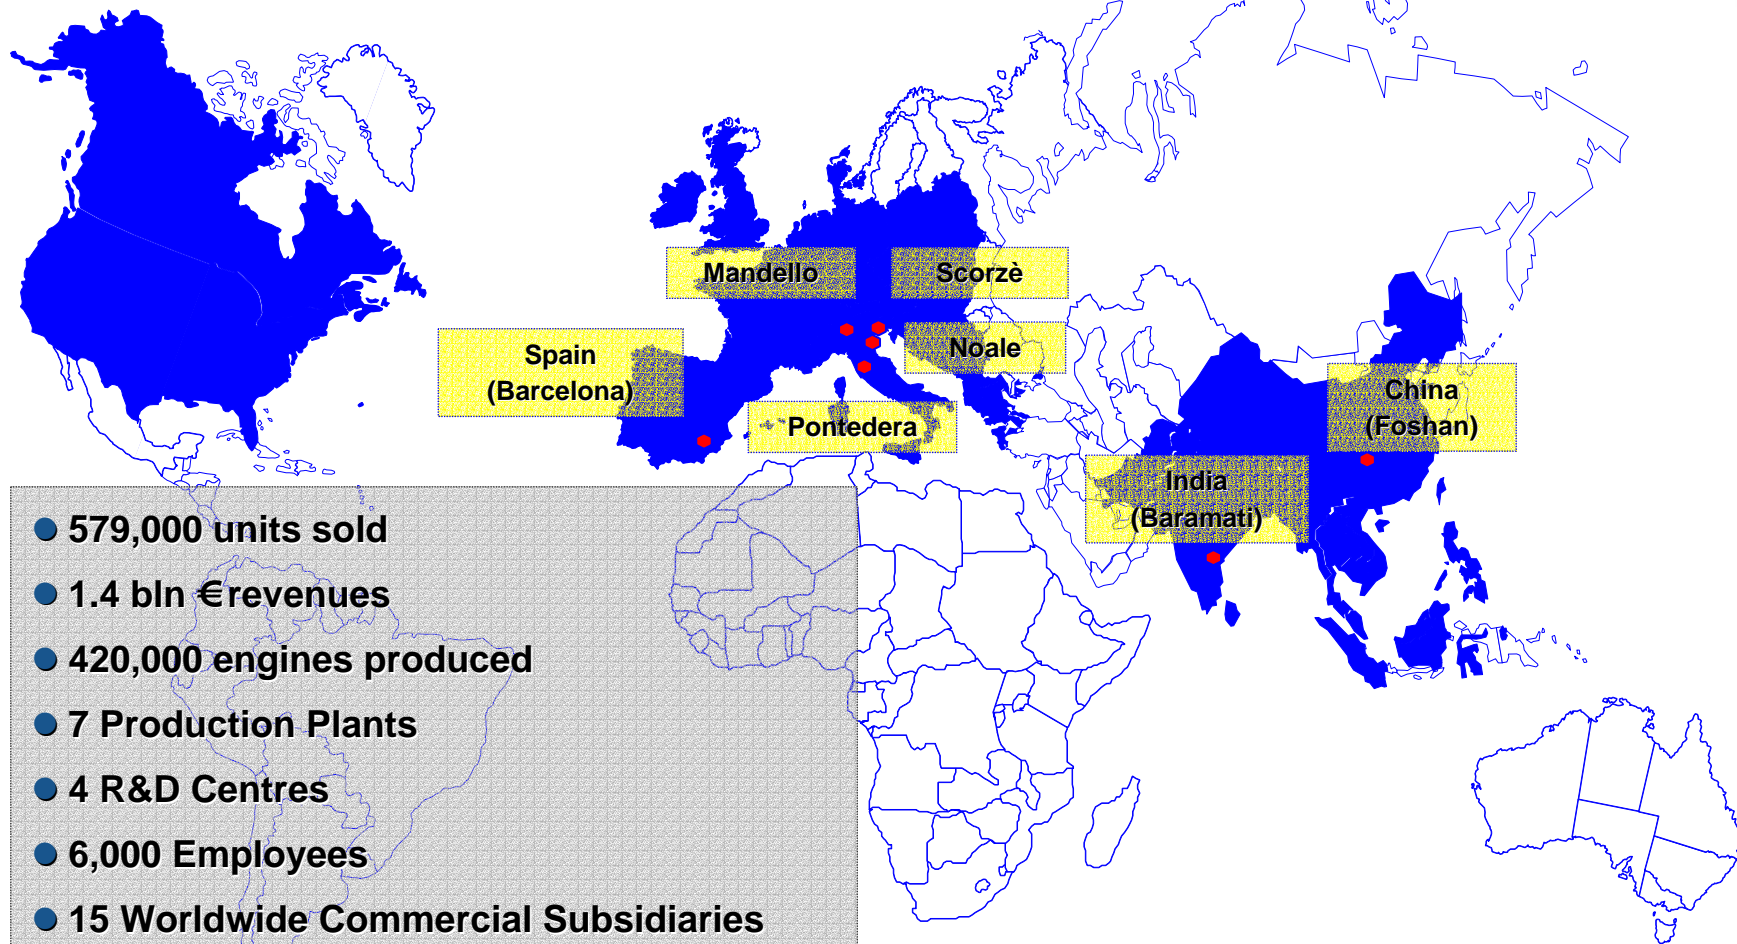 Mandello
Scorzè
Noale
Spain
(Barcelona)
China
(Foshan)
Pontedera
India
(Baramati)
579,000 units sold
1.4 bln € revenues
420,000 engines produced
7 Production Plants
4 R&D Centres
6,000 Employees
15 Worldwide Commercial Subsidiaries